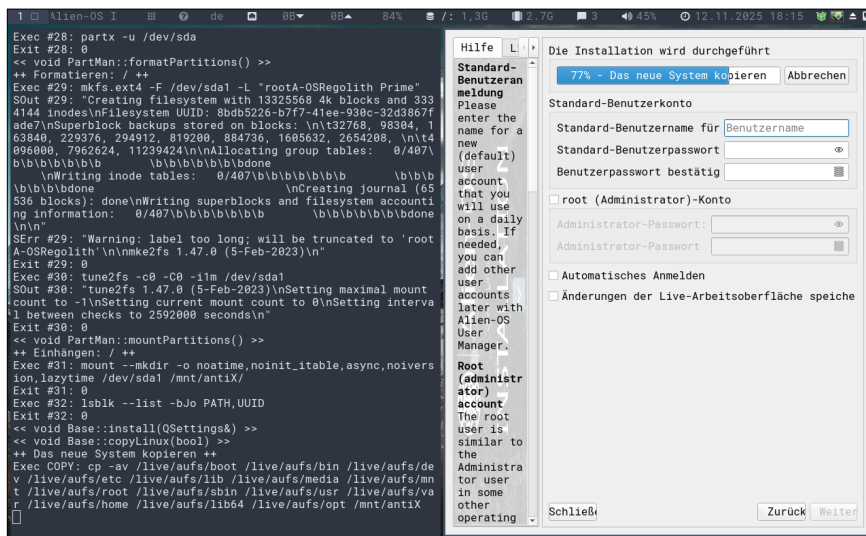 1 Alien-OS I de 0B 0B 84% /: 1,3G 2.7G 3 45% 12.11.2025 18:15
Exec #28: partx -u /dev/sda
Exit #28: 0
<< void PartMan::formatPartitions() >>
++ Formatieren: / ++
Exec #29: mkfs.ext4 -F /dev/sda1 -L "rootA-OSRegolith Prime"
SOut #29: "Creating filesystem with 13325568 4k blocks and 333
4144 inodes\nFilesystem UUID: 8bdb5226-b7f7-41ee-930c-32d3867f
ade7\nSuperblock backups stored on blocks: \n\t32768, 98304, 1
63840, 229376, 294912, 819200, 884736, 1605632, 2654208, \n\t4
096000, 7962624, 11239424\n\nAllocating group tables:   0/407\
b\b\b\b\b\b\b       \b\b\b\b\b\b\bdone
    \nWriting inode tables:   0/407\b\b\b\b\b\b\b       \b\b\b
\b\b\b\bdone                            \nCreating journal (65
536 blocks): done\nWriting superblocks and filesystem accounti
ng information:   0/407\b\b\b\b\b\b\b       \b\b\b\b\b\b\bdone
\n\n"
SErr #29: "Warning: label too long; will be truncated to 'root
A-OSRegolith'\n\nmke2fs 1.47.0 (5-Feb-2023)\n"
Exit #29: 0
Exec #30: tune2fs -c0 -C0 -i1m /dev/sda1
SOut #30: "tune2fs 1.47.0 (5-Feb-2023)\nSetting maximal mount
count to -1\nSetting current mount count to 0\nSetting interva
l between checks to 2592000 seconds\n"
Exit #30: 0
<< void PartMan::mountPartitions() >>
++ Einhängen: / ++
Exec #31: mount --mkdir -o noatime,noinit_itable,async,noivers
ion,lazytime /dev/sda1 /mnt/antiX/
Exit #31: 0
Exec #32: lsblk --list -bJo PATH,UUID
Exit #32: 0
<< void Base::install(QSettings&) >>
<< void Base::copyLinux(bool) >>
++ Das neue System kopieren ++
Exec COPY: cp -av /live/aufs/boot /live/aufs/bin /live/aufs/de
v /live/aufs/etc /live/aufs/lib /live/aufs/media /live/aufs/mn
t /live/aufs/root /live/aufs/sbin /live/aufs/usr /live/aufs/va
r /live/aufs/home /live/aufs/lib64 /live/aufs/opt /mnt/antiX
Hilfe
Standard-
Benutzeran
meldung
Please
enter the
name for a
new
(default)
user
account
that you
will use
on a daily
basis. If
needed,
you can
add other
user
accounts
later with
Alien-OS
User
Manager.
Root
(administr
ator)
account
The root
user is
similar to
the
Administra
tor user
in some
other
operating
Die Installation wird durchgeführt
77% - Das neue System kopieren Abbrechen
Standard-Benutzerkonto
Standard-Benutzername für Benutzername
Standard-Benutzerpasswort
Benutzerpasswort bestätig
root (Administrator)-Konto
Administrator-Passwort:
Administrator-Passwort
Automatisches Anmelden
Änderungen der Live-Arbeitsoberfläche speiche
Schließ Zurück Weiter